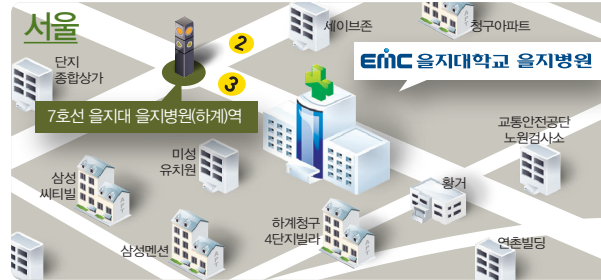 서울
세이브존
청구아파트
2
EMC 을지대학교 을지병원
단지
종합상가
3
7호선 을지대 을지병원(하계)역
교통안전공단
노원검사소
미성
유치원
삼성
씨티빌
황거
하계청구
4단지빌라
삼성멘션
연촌빌딩